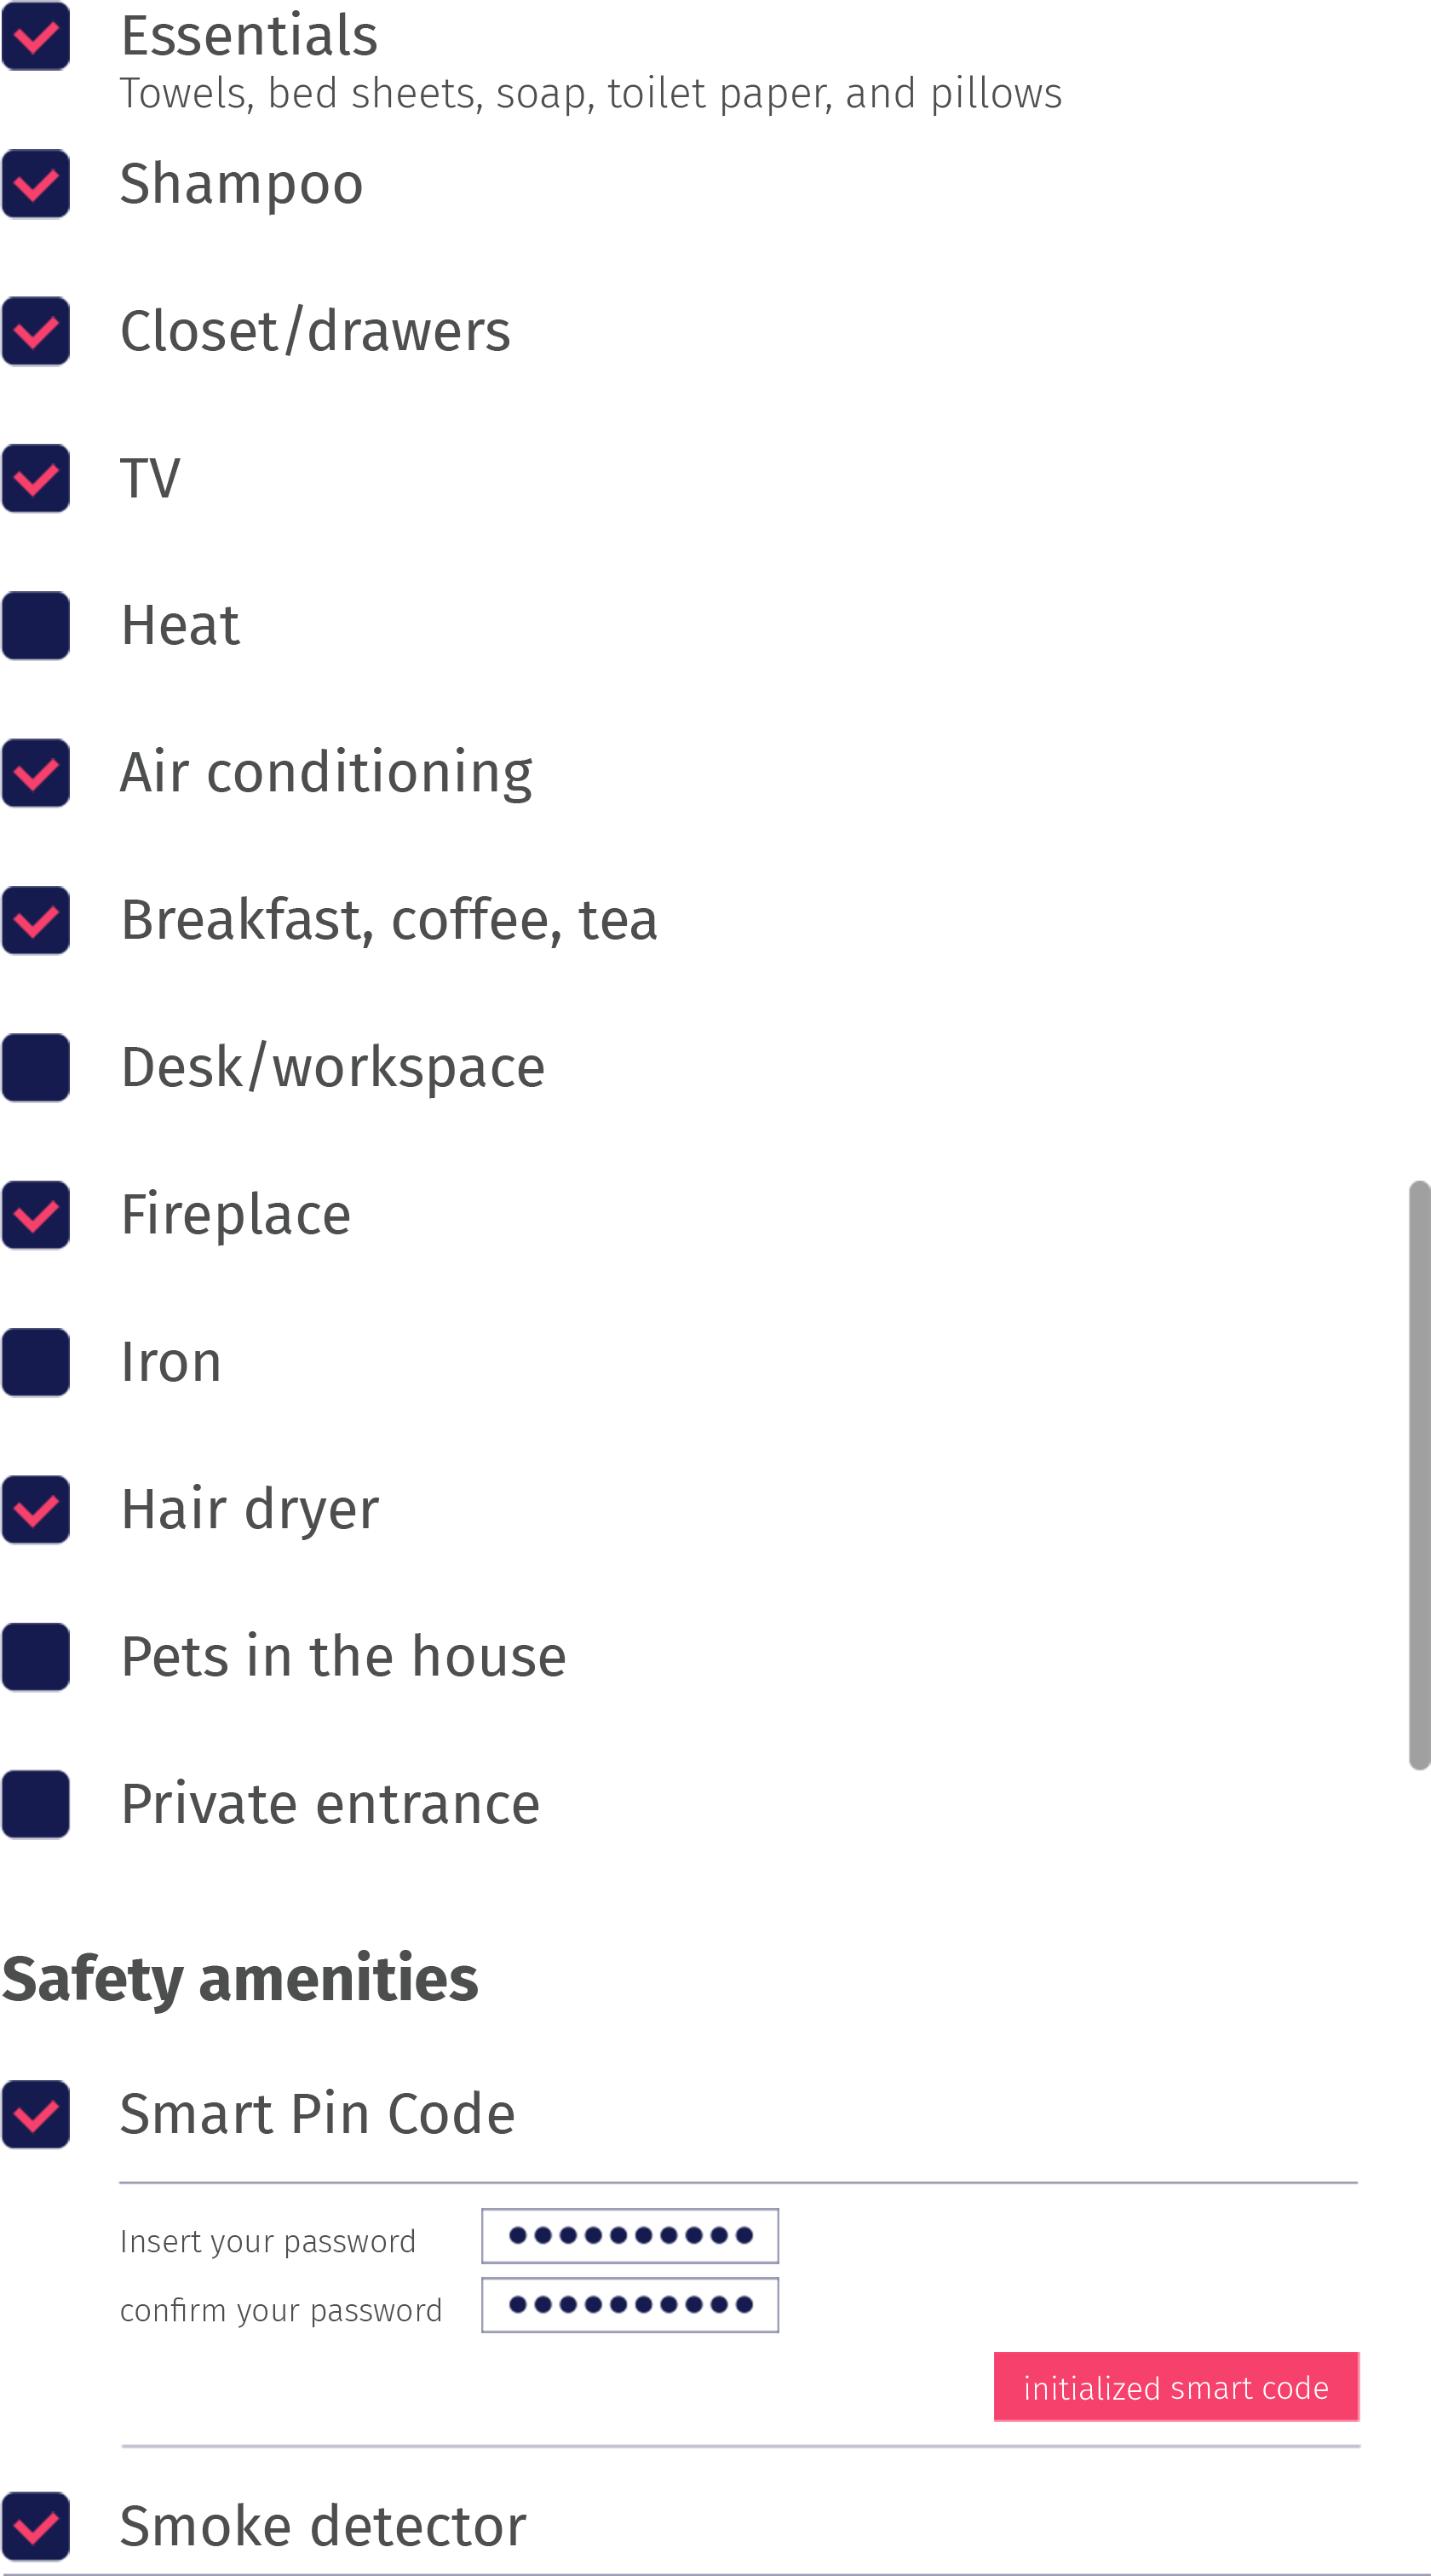 Essentials
Towels, bed sheets, soap, toilet paper, and pillows
Shampoo
Closet/drawers
TV
Heat
Air conditioning
Breakfast, coffee, tea
Desk/workspace
Fireplace
Iron
Hair dryer
Pets in the house
Private entrance
Safety amenities
Smart Pin Code
Insert your password
confirm your password
initialized smart code
Smoke detector